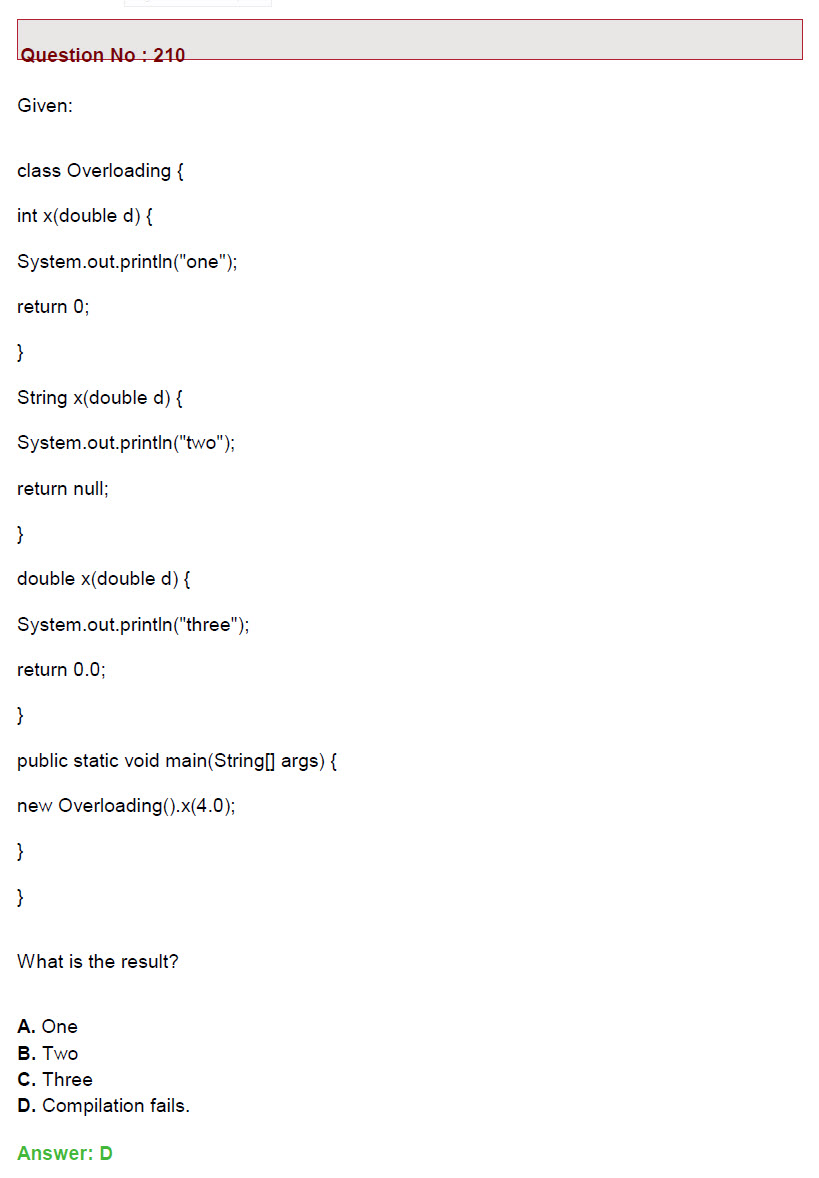 Question No : 210
Given:
class Overloading {
int x(double d) {
System.out.println("one");
return 0;
}
String x(double d) {
System.out.println("two");
return null;
}
double x(double d) {
System.out.println("three");
return 0.0;
}
public static void main(String[] args) {
new Overloading().x(4.0);
}
}
What is the result?
A. One
B. Two
C. Three
D. Compilation fails.
Answer: D